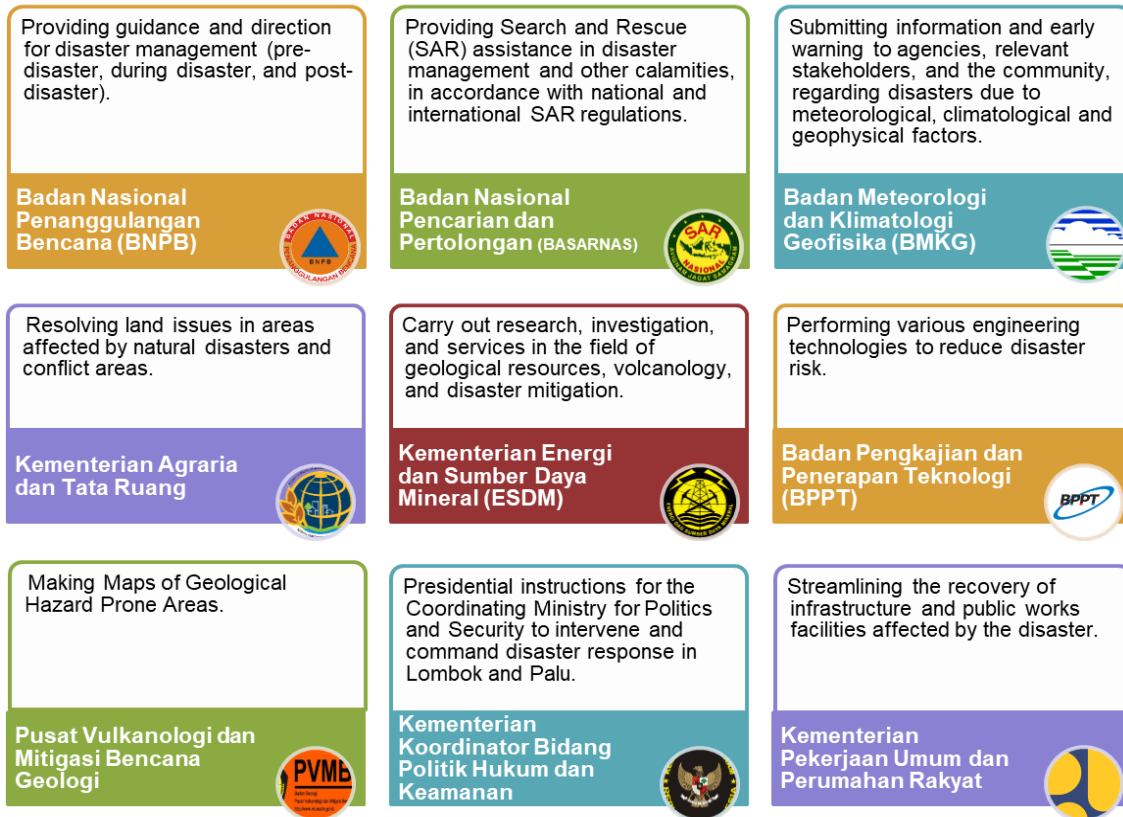 Providing guidance and direction
for disaster management (pre-
disaster, during disaster, and post-
disaster).
Badan Nasional
Penanggulangan
Bencana (BNPB)
BADAN NASIONAL
BNPB
PENANGGULANGAN BENCANA
Providing Search and Rescue
(SAR) assistance in disaster
management and other calamities,
in accordance with national and
international SAR regulations.
Badan Nasional
Pencarian dan
Pertolongan (BASARNAS)
SAR
NASIONAL
Submitting information and early
warning to agencies, relevant
stakeholders, and the community,
regarding disasters due to
meteorological, climatological and
geophysical factors.
Badan Meteorologi
dan Klimatologi
Geofisika (BMKG)
Resolving land issues in areas
affected by natural disasters and
conflict areas.
Kementerian Agraria
dan Tata Ruang
Carry out research, investigation,
and services in the field of
geological resources, volcanology,
and disaster mitigation.
Kementerian Energi
dan Sumber Daya
Mineral (ESDM)
Performing various engineering
technologies to reduce disaster
risk.
Badan Pengkajian dan
Penerapan Teknologi
(BPPT)
BPPT
Making Maps of Geological
Hazard Prone Areas.
Pusat Vulkanologi dan
Mitigasi Bencana
Geologi
PVMB
Presidential instructions for the
Coordinating Ministry for Politics
and Security to intervene and
command disaster response in
Lombok and Palu.
Kementerian
Koordinator Bidang
Politik Hukum dan
Keamanan
Streamlining the recovery of
infrastructure and public works
facilities affected by the disaster.
Kementerian
Pekerjaan Umum dan
Perumahan Rakyat